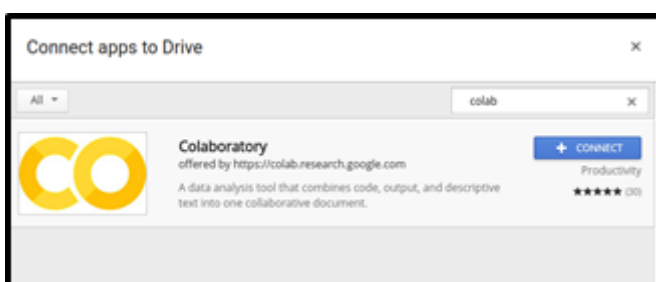 Connect apps to Drive
×
All
colab
×
CO
Colaboratory
offered by https://colab.research.google.com
A data analysis tool that combines code, output, and descriptive
text into one collaborative document.
+ CONNECT
Productivity
★★★★★ (30)